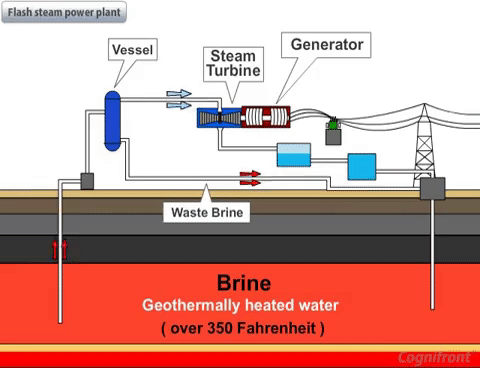 Flash steam power plant
Vessel
Steam
Turbine
Generator
Waste Brine
Brine
Geothermally heated water
( over 350 Fahrenheit )
Cognifront